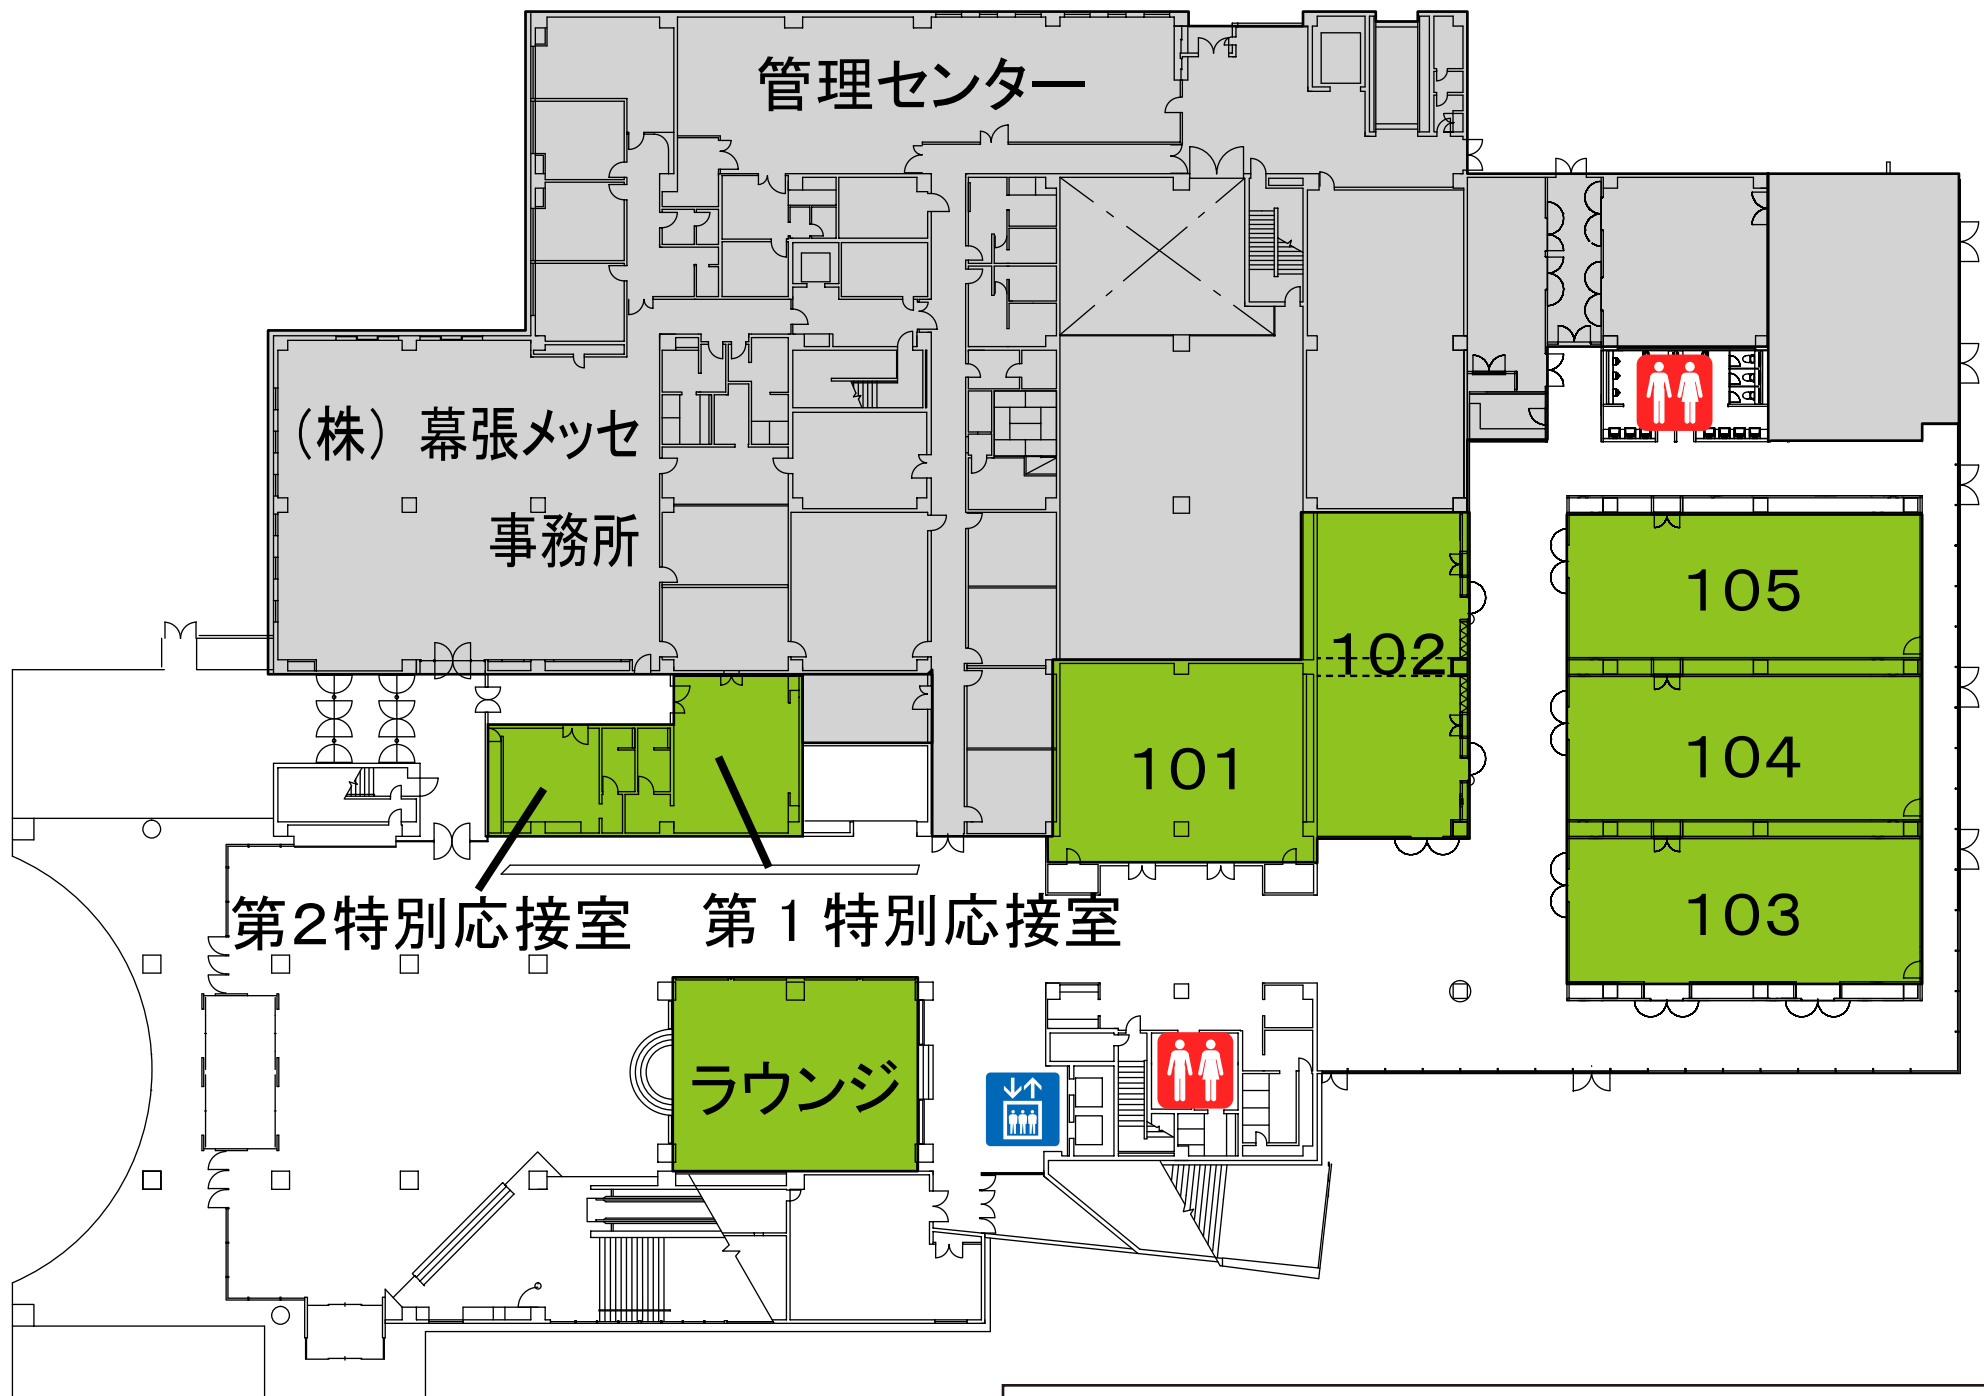 管理センター
（株）幕張メッセ
事務所
105
102
104
101
103
第2特別応接室
第1特別応接室
ラウンジ